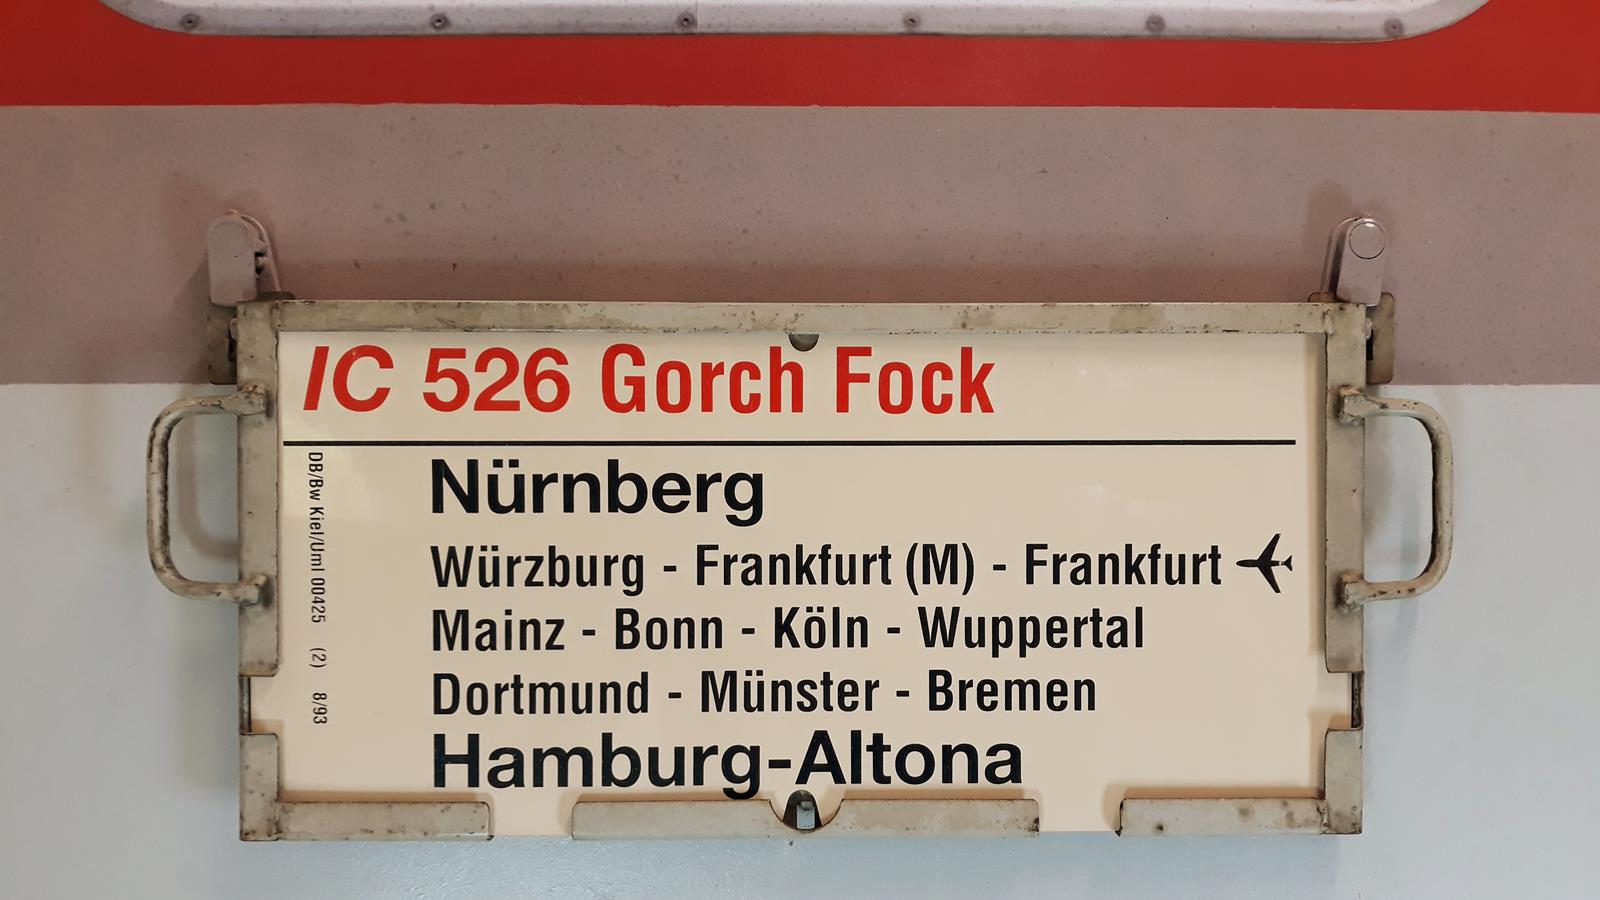 IC 526 Gorch Fock
Nürnberg
Würzburg - Frankfurt (M) - Frankfurt ✈
Mainz - Bonn - Köln - Wuppertal
Dortmund - Münster - Bremen
Hamburg-Altona
DB/Bw Kiel/Uml 00425 (2) 8/93